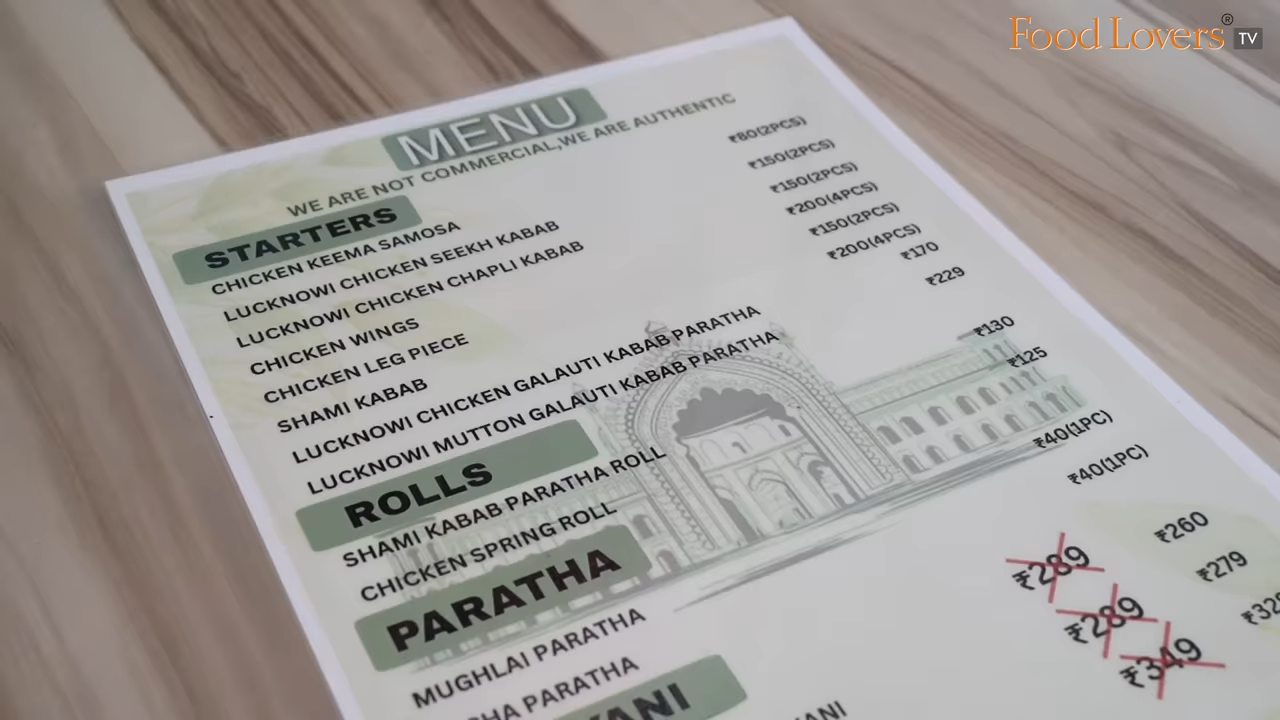 Food Lovers® TV
MENU
WE ARE NOT COMMERCIAL,WE ARE AUTHENTIC
STARTERS
CHICKEN KEEMA SAMOSA ₹80(2PCS)
LUCKNOWI CHICKEN SEEKH KABAB ₹150(2PCS)
LUCKNOWI CHICKEN CHAPLI KABAB ₹150(2PCS)
CHICKEN WINGS ₹200(4PCS)
CHICKEN LEG PIECE ₹150(2PCS)
SHAMI KABAB ₹200(4PCS)
LUCKNOWI CHICKEN GALAUTI KABAB PARATHA ₹170
LUCKNOWI MUTTON GALAUTI KABAB PARATHA ₹229
ROLLS
SHAMI KABAB PARATHA ROLL ₹130
CHICKEN SPRING ROLL ₹125
PARATHA
MUGHLAI PARATHA ₹40(1PC)
PARATHA ₹40(1PC)
₹289 ₹260
₹289 ₹279
₹349